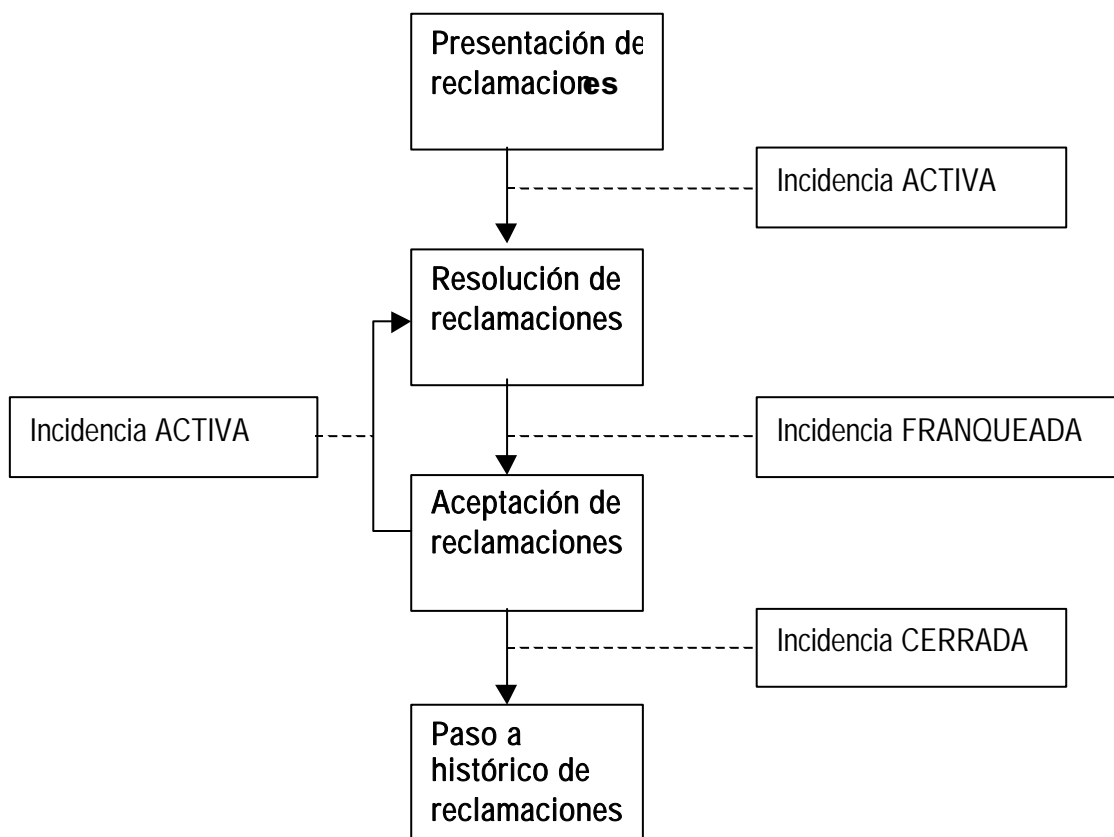 Presentación de
reclamaciones
Incidencia ACTIVA
Resolución de
reclamaciones
Incidencia ACTIVA
Incidencia FRANQUEADA
Aceptación de
reclamaciones
Incidencia CERRADA
Paso a
histórico de
reclamaciones